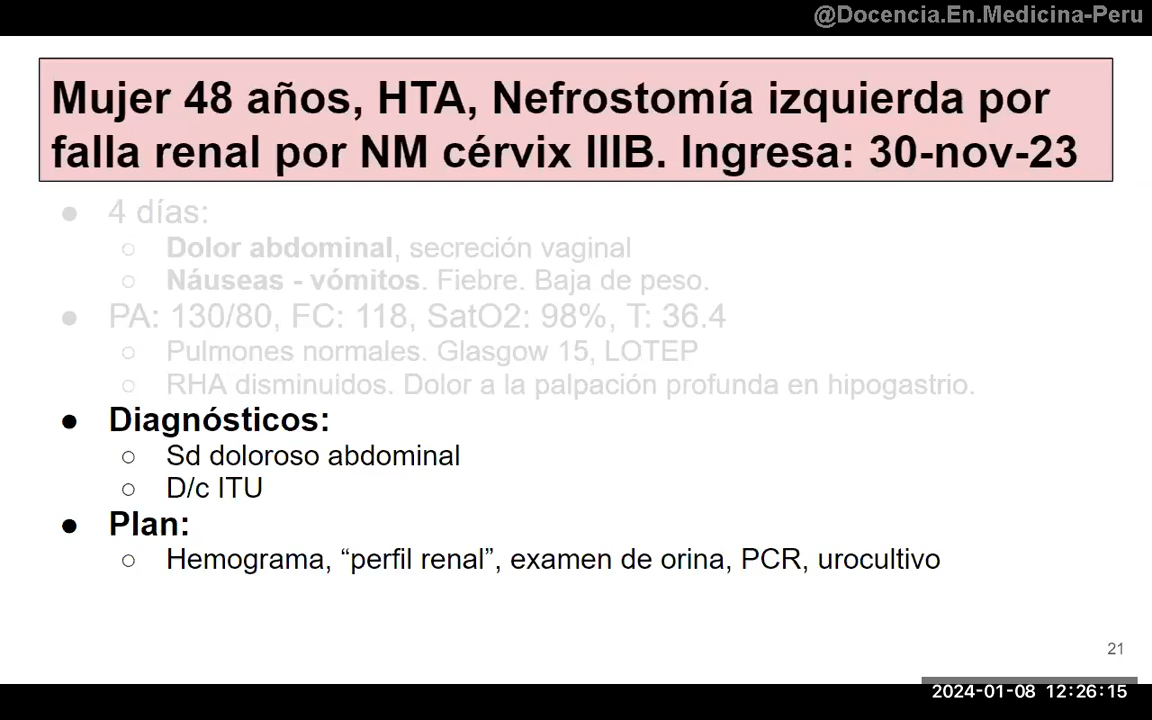 @Docencia.En.Medicina-Peru
Mujer 48 años, HTA, Nefrostomía izquierda por
falla renal por NM cérvix IIIB. Ingresa: 30-nov-23
● 4 días:
○ Dolor abdominal, secreción vaginal
○ Náuseas - vómitos. Fiebre. Baja de peso.
● PA: 130/80, FC: 118, SatO2: 98%, T: 36.4
○ Pulmones normales. Glasgow 15, LOTEP
○ RHA disminuidos. Dolor a la palpación profunda en hipogastrio.
● Diagnósticos:
○ Sd doloroso abdominal
○ D/c ITU
● Plan:
○ Hemograma, “perfil renal”, examen de orina, PCR, urocultivo
21
2024-01-08 12:26:15